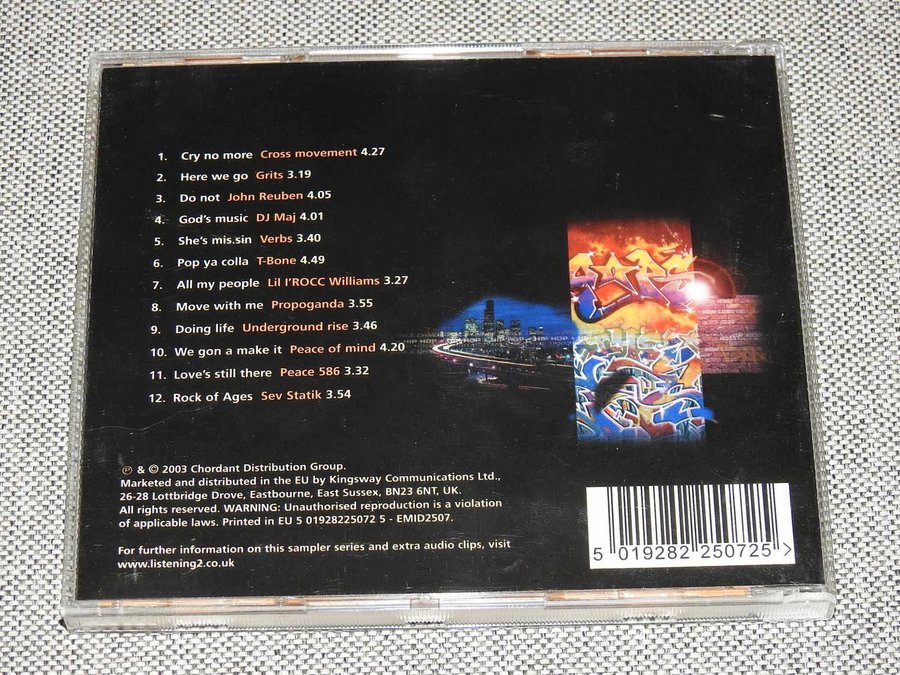 1. Cry no more Cross movement 4.27
2. Here we go Grits 3.19
3. Do not John Reuben 4.05
4. God's music DJ Maj 4.01
5. She's mis.sin Verbs 3.40
6. Pop ya colla T-Bone 4.49
7. All my people Lil I'ROCC Williams 3.27
8. Move with me Propoganda 3.55
9. Doing life Underground rise 3.46
10. We gon a make it Peace of mind 4.20
11. Love's still there Peace 586 3.32
12. Rock of Ages Sev Statik 3.54
HIP HOP
℗ & © 2003 Chordant Distribution Group.
Marketed and distributed in the EU by Kingsway Communications Ltd.,
26-28 Lottbridge Drove, Eastbourne, East Sussex, BN23 6NT, UK.
All rights reserved. WARNING: Unauthorised reproduction is a violation
of applicable laws. Printed in EU 5 01928225072 5 - EMID2507.
For further information on this sampler series and extra audio clips, visit
www.listening2.co.uk
5 019282 250725 >